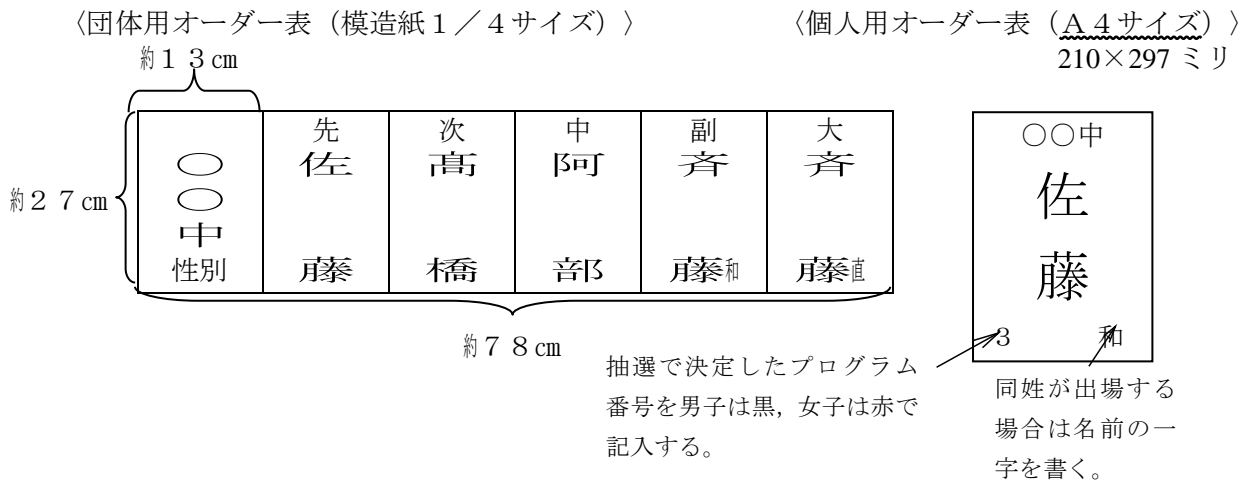 〈団体用オーダー表（模造紙１／４サイズ）〉
〈個人用オーダー表（Ａ４サイズ）〉
210×297 ミリ
約１３㎝
約２７㎝
○○中
性別
先
佐藤
次
髙橋
中
阿部
副
斉藤和
大
斉藤直
約７８㎝
○○中
佐藤
3
和
抽選で決定したプログラム
番号を男子は黒，女子は赤で
記入する。
同姓が出場する
場合は名前の一
字を書く。